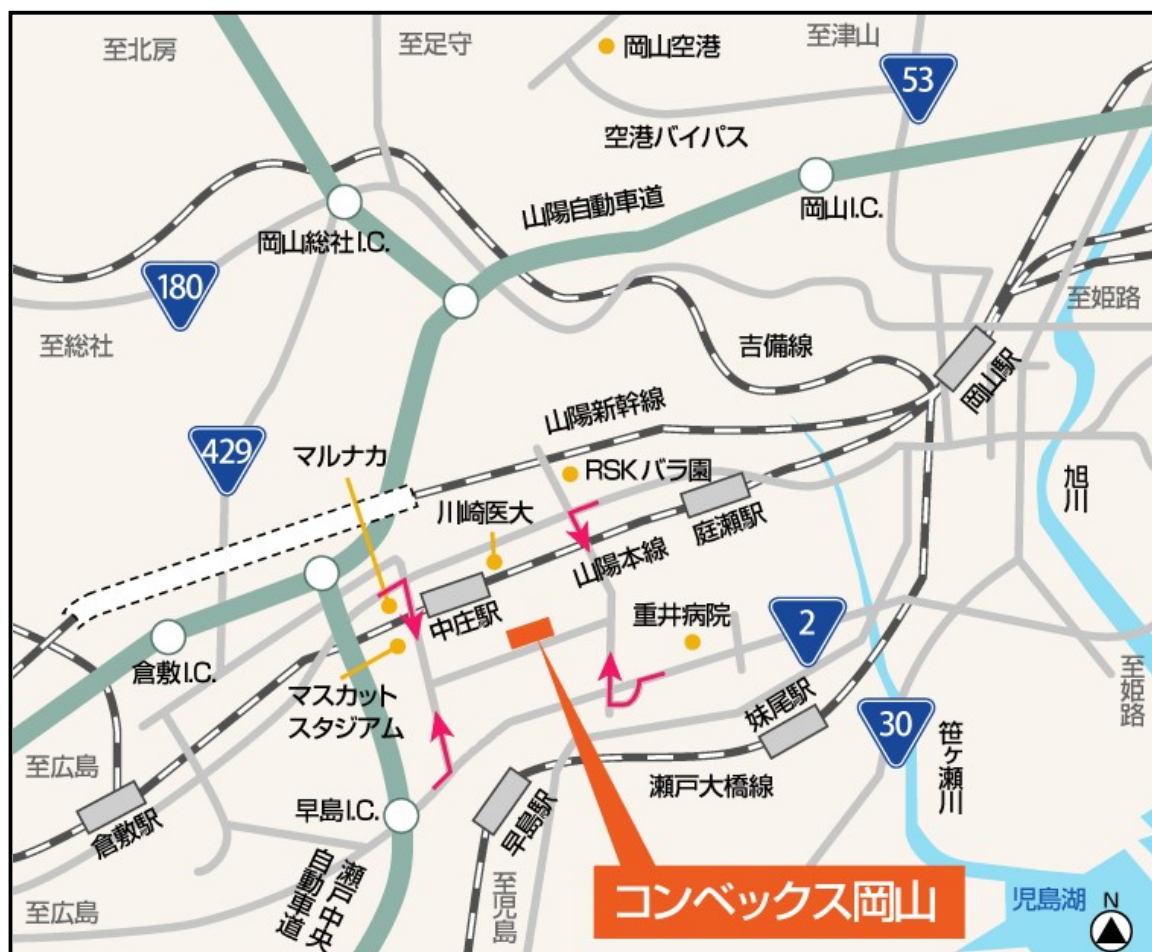 至北房
至足守
岡山空港
至津山
53
空港バイパス
山陽自動車道
岡山I.C.
岡山総社I.C.
180
至総社
至姫路
吉備線
岡山駅
山陽新幹線
429
マルナカ
RSKバラ園
川崎医大
庭瀬駅
旭川
山陽本線
中庄駅
重井病院
2
倉敷I.C.
マスカット
スタジアム
妹尾駅
至姫路
30
笹ヶ瀬川
至広島
瀬戸大橋線
早島I.C.
早島駅
倉敷駅
瀬戸中央
自動車道
至児島
コンベックス岡山
至広島
児島湖
N